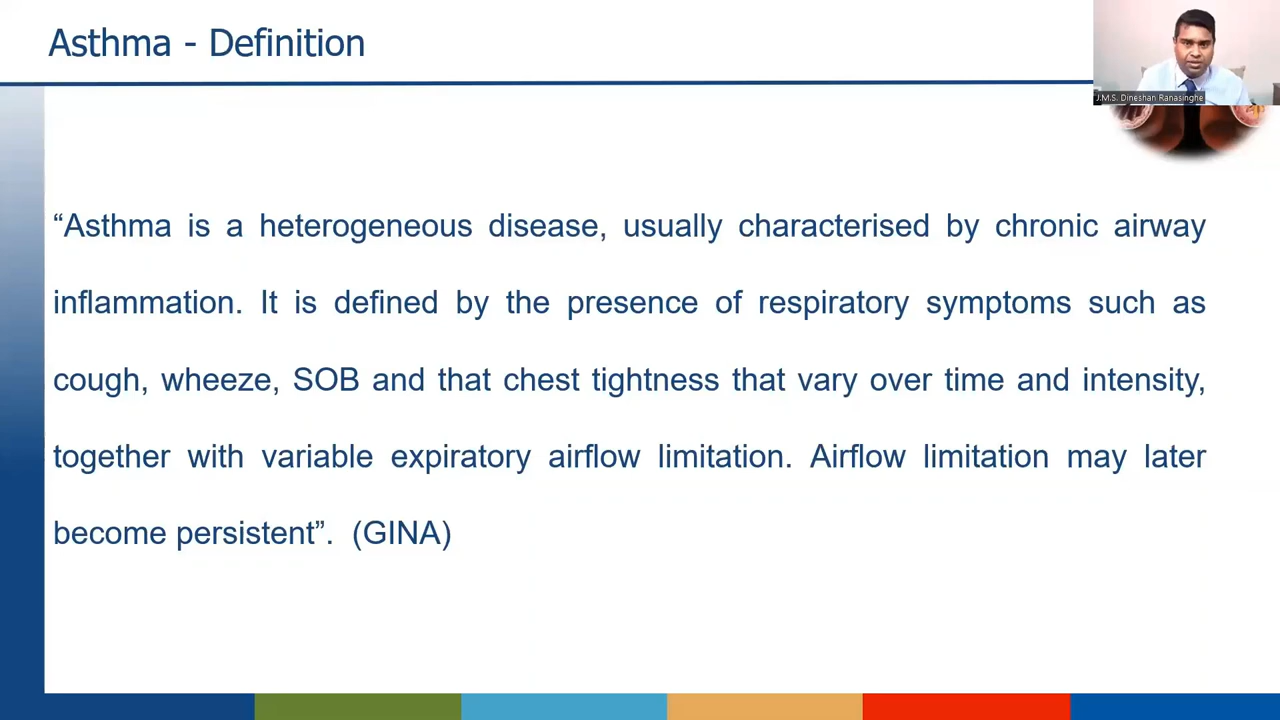 Asthma - Definition
J.M.S. Dineshan Ranasinghe
“Asthma is a heterogeneous disease, usually characterised by chronic airway
inflammation. It is defined by the presence of respiratory symptoms such as
cough, wheeze, SOB and that chest tightness that vary over time and intensity,
together with variable expiratory airflow limitation. Airflow limitation may later
become persistent”. (GINA)